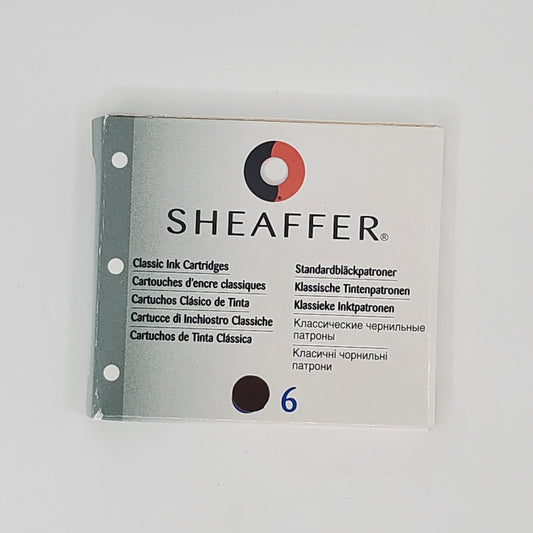 SHEAFFER®
Classic Ink Cartridges
Cartouches d'encre classiques
Cartuchos Clásico de Tinta
Cartucce di Inchiostro Classiche
Cartuchos de Tinta Clássica
Standardbläckpatroner
Klassische Tintenpatronen
Klassieke Inktpatronen
Классические чернильные
патроны
Класичні чорнильні
патрони
6